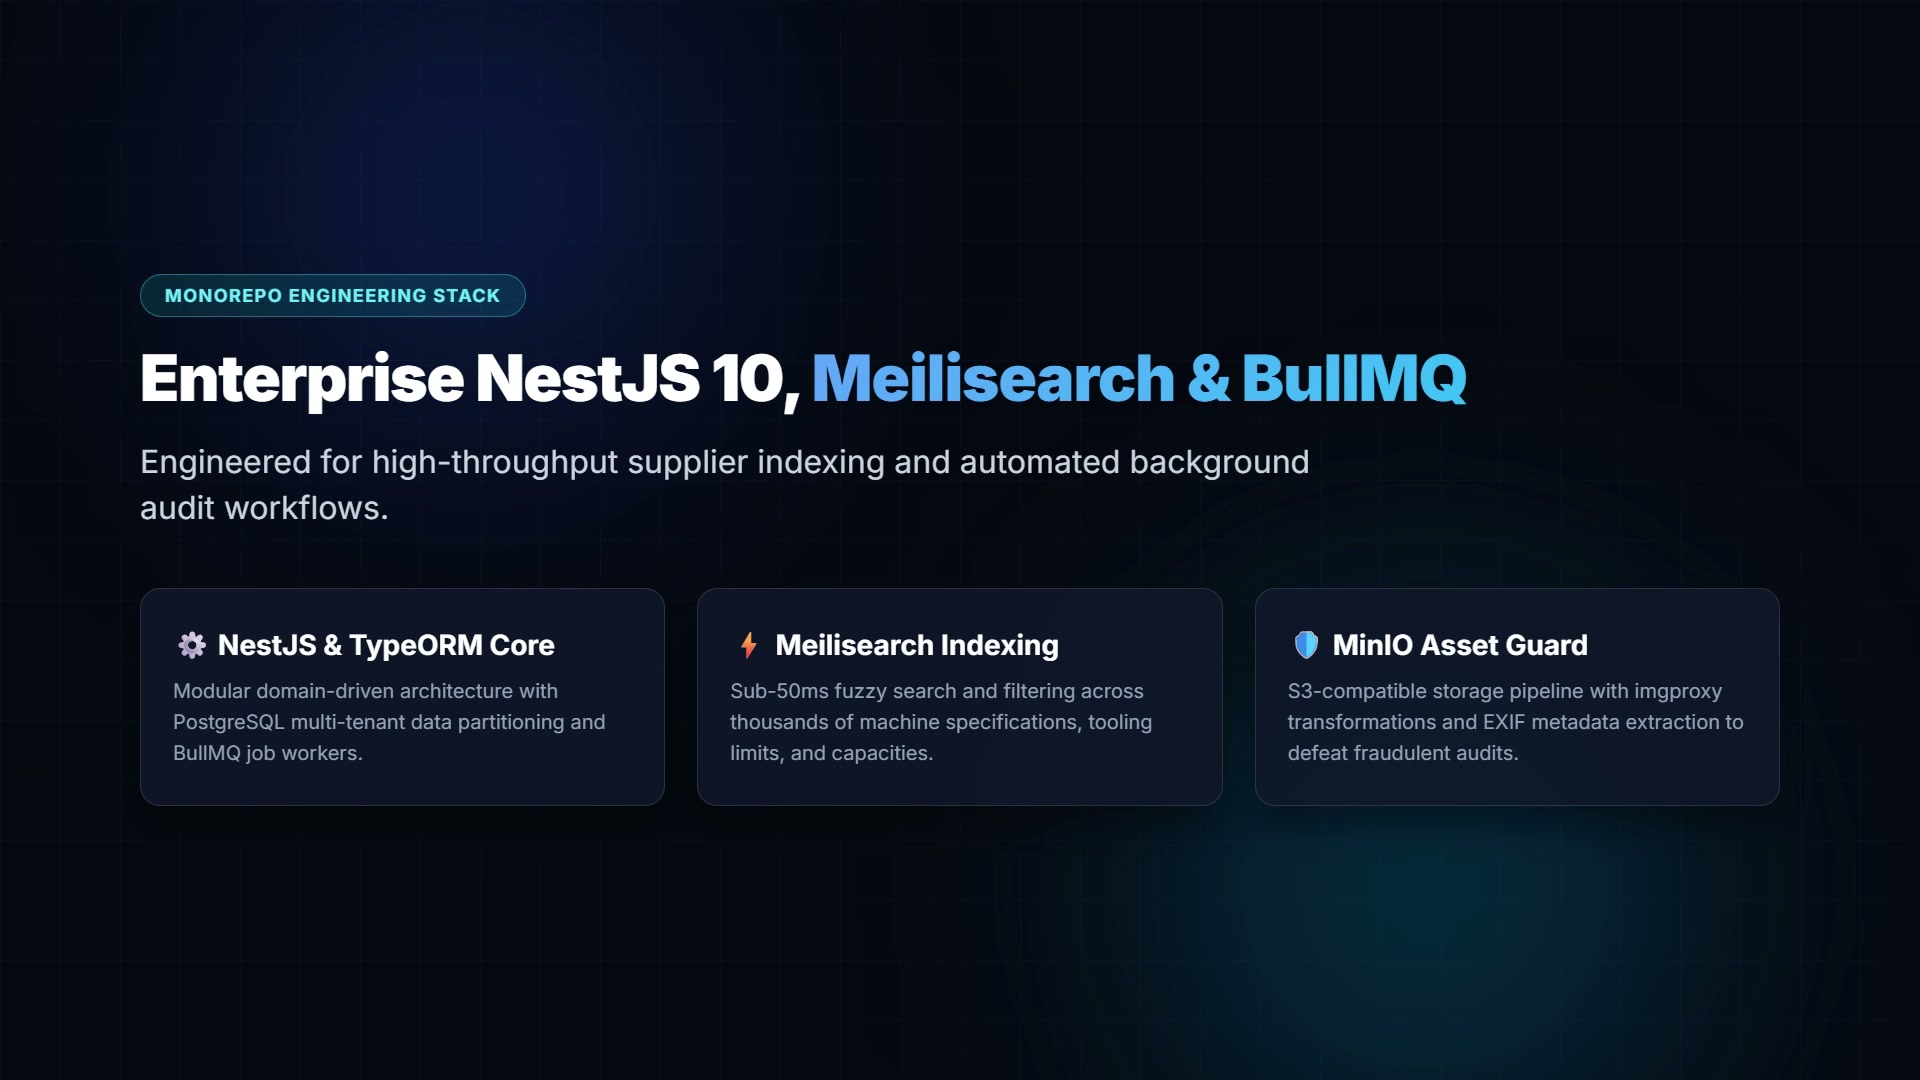 MONOREPO ENGINEERING STACK
Enterprise NestJS 10, Meilisearch & BullMQ
Engineered for high-throughput supplier indexing and automated background
audit workflows.
NestJS & TypeORM Core
Modular domain-driven architecture with
PostgreSQL multi-tenant data partitioning and
BullMQ job workers.
Meilisearch Indexing
Sub-50ms fuzzy search and filtering across
thousands of machine specifications, tooling
limits, and capacities.
MinIO Asset Guard
S3-compatible storage pipeline with imgproxy
transformations and EXIF metadata extraction to
defeat fraudulent audits.